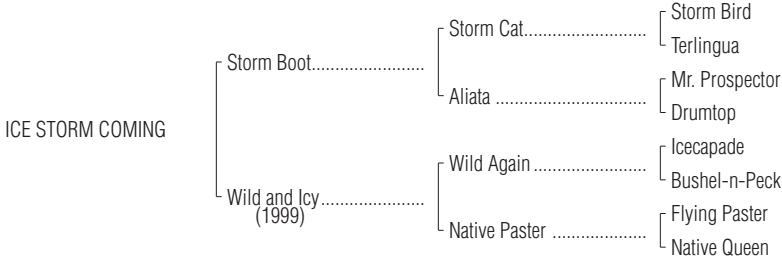 Storm Bird
Storm Cat..........................
Terlingua
Storm Boot........................
Mr. Prospector
Aliata ................................
Drumtop
ICE STORM COMING
Icecapade
Wild Again ........................
Bushel-n-Peck
Wild and Icy......................
(1999)
Flying Paster
Native Paster ....................
Native Queen